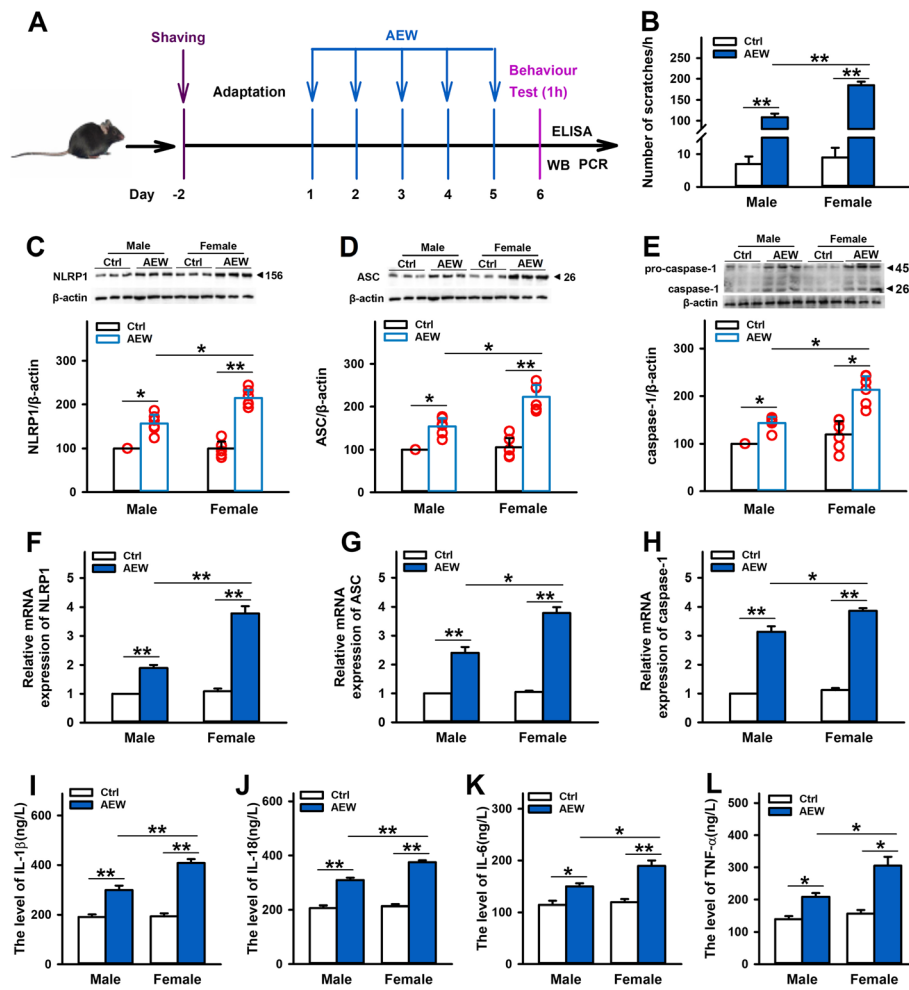 A
Shaving
AEW
Adaptation
Behaviour
Test (1h)
ELISA
WB PCR
Day -2 1 2 3 4 5 6
B
Ctrl
AEW
Number of scratches/h
200
150
100
50
10
0
**
**
**
Male Female
C
Male Female
Ctrl AEW Ctrl AEW
NLRP1 156
β-actin
Ctrl
AEW
NLRP1/β-actin
300
200
100
0
*
*
**
Male Female
D
Male Female
Ctrl AEW Ctrl AEW
ASC 26
β-actin
Ctrl
AEW
ASC/β-actin
300
200
100
0
*
*
**
Male Female
E
Male Female
Ctrl AEW Ctrl AEW
pro-caspase-1 45
caspase-1 26
β-actin
Ctrl
AEW
caspase-1/β-actin
300
200
100
0
*
*
*
Male Female
F
Ctrl
AEW
Relative mRNA
expression of NLRP1
5
4
3
2
1
0
**
**
**
Male Female
G
Ctrl
AEW
Relative mRNA
expression of ASC
5
4
3
2
1
0
*
**
**
Male Female
H
Ctrl
AEW
Relative mRNA
expression of caspase-1
5
4
3
2
1
0
*
**
**
Male Female
I
Ctrl
AEW
The level of IL-1β(ng/L)
600
400
200
0
**
**
**
Male Female
J
Ctrl
AEW
The level of IL-18(ng/L)
600
400
200
0
**
**
**
Male Female
K
Ctrl
AEW
The level of IL-6(ng/L)
300
200
100
0
*
*
**
Male Female
L
Ctrl
AEW
The level of TNF-α(ng/L)
500
400
300
200
100
0
*
*
*
Male Female